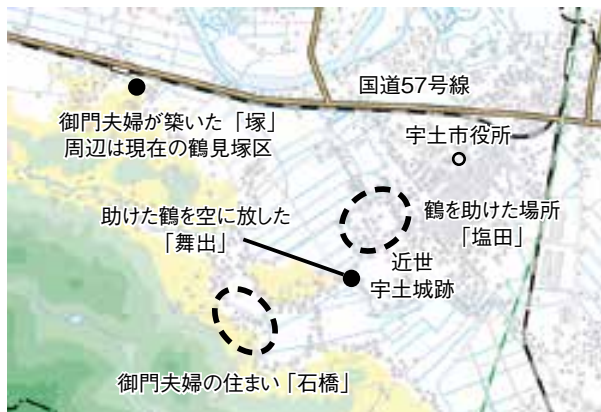 国道57号線
御門夫婦が築いた「塚」
周辺は現在の鶴見塚区
宇土市役所
助けた鶴を空に放した
「舞出」
鶴を助けた場所
「塩田」
近世
宇土城跡
御門夫婦の住まい「石橋」